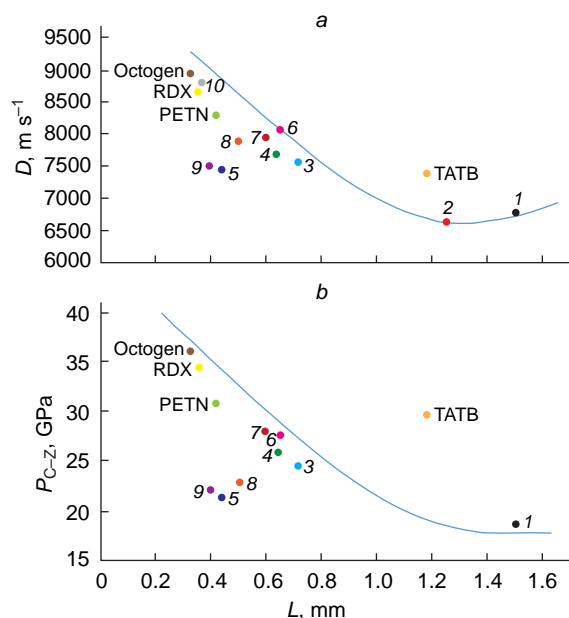 a
9500
9000
8500
8000
7500
7000
6500
6000
D, m s⁻¹
Octogen
10
RDX
PETN
6
7
8
4
3
9
5
TATB
2
1
b
40
35
30
25
20
15
P_C–Z, GPa
Octogen
RDX
PETN
TATB
7
6
4
3
8
9
5
1
0 0.2 0.4 0.6 0.8 1.0 1.2 1.4 1.6
L, mm